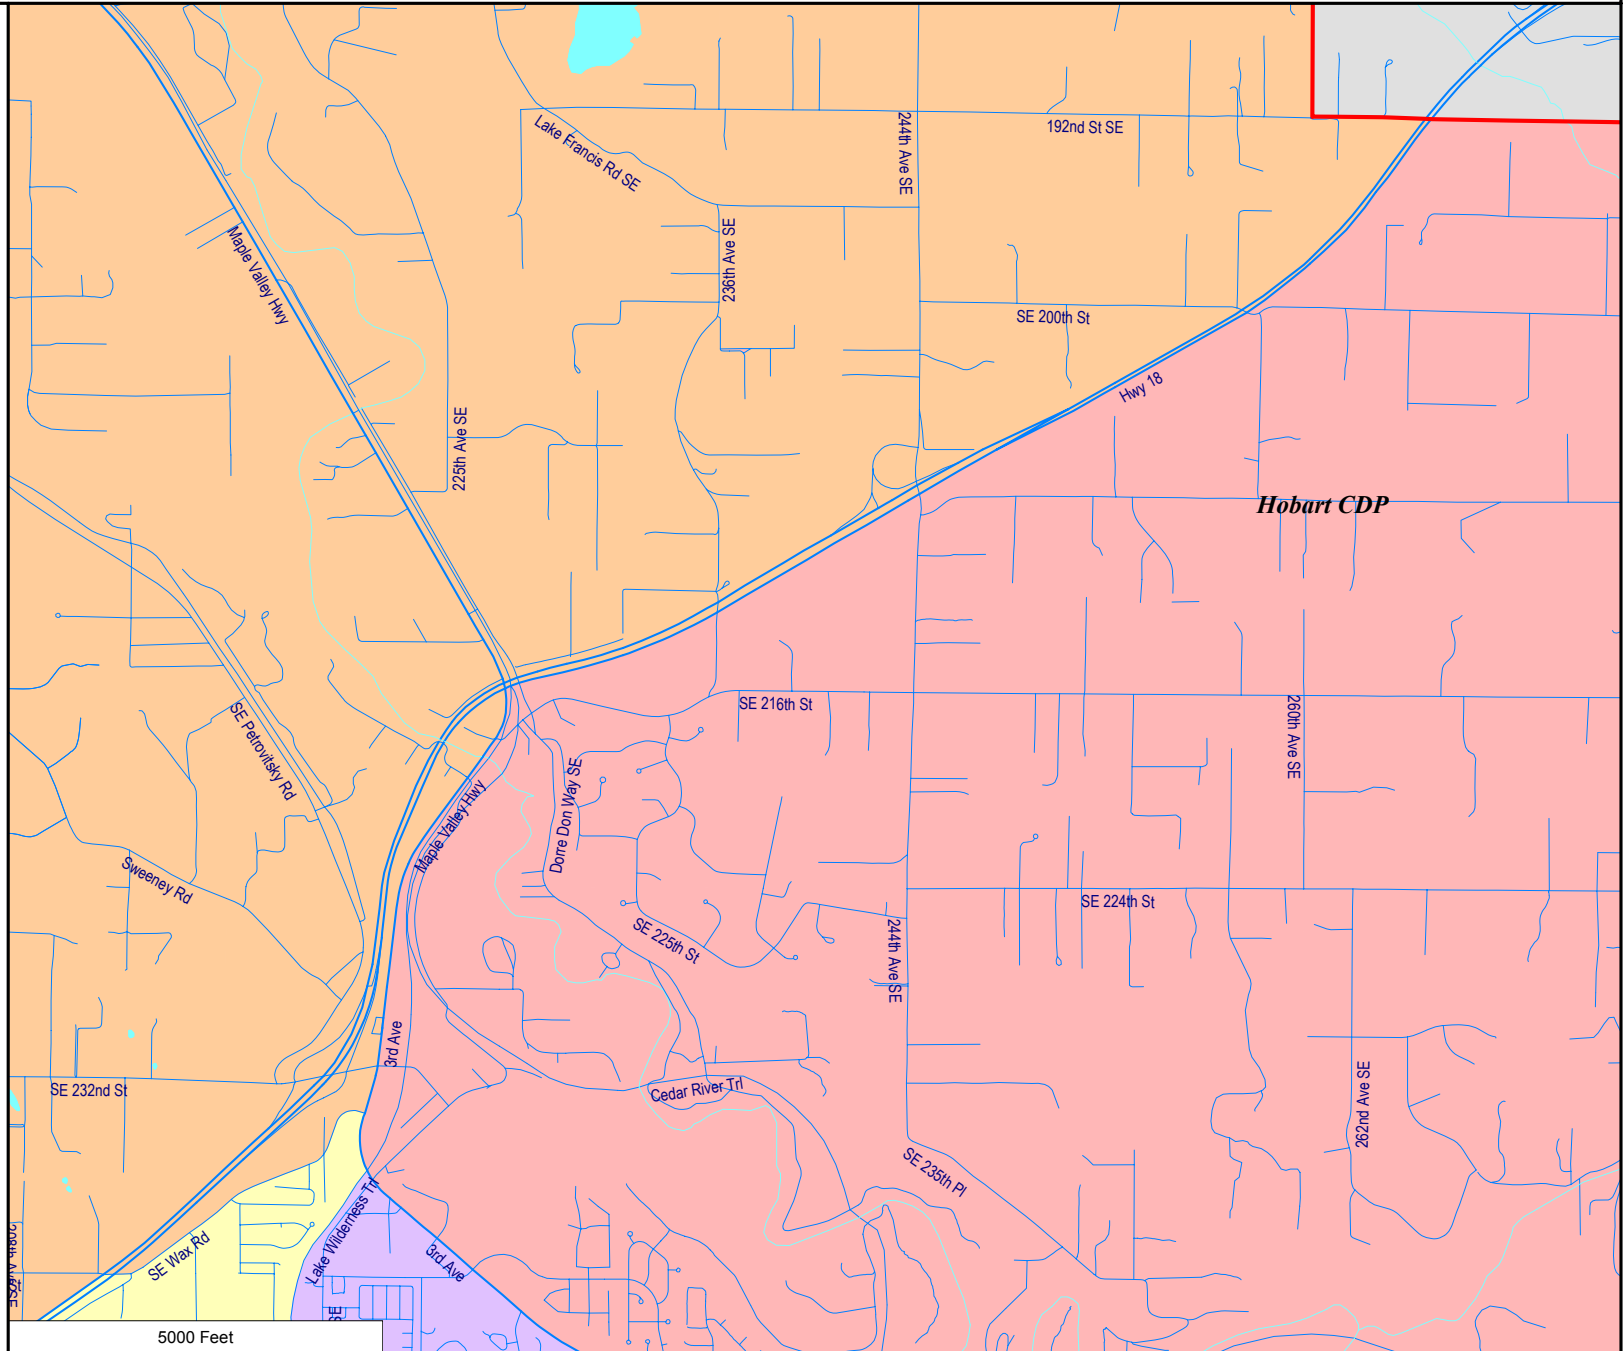 192nd St SE
Lake Francis Rd SE
244th Ave SE
Maple Valley Hwy
236th Ave SE
SE 200th St
Hwy 18
225th Ave SE
Hobart CDP
SE 216th St
260th Ave SE
SE Petrovitsky Rd
Maple Valley Hwy
Dorre Don Way SE
Sweeney Rd
SE 224th St
SE 225th St
244th Ave SE
3rd Ave
SE 232nd St
Cedar River Trl
262nd Ave SE
SE 235th Pl
Lake Wilderness Trl
SE Wax Rd
3rd Ave
St
SE
SE
5000 Feet